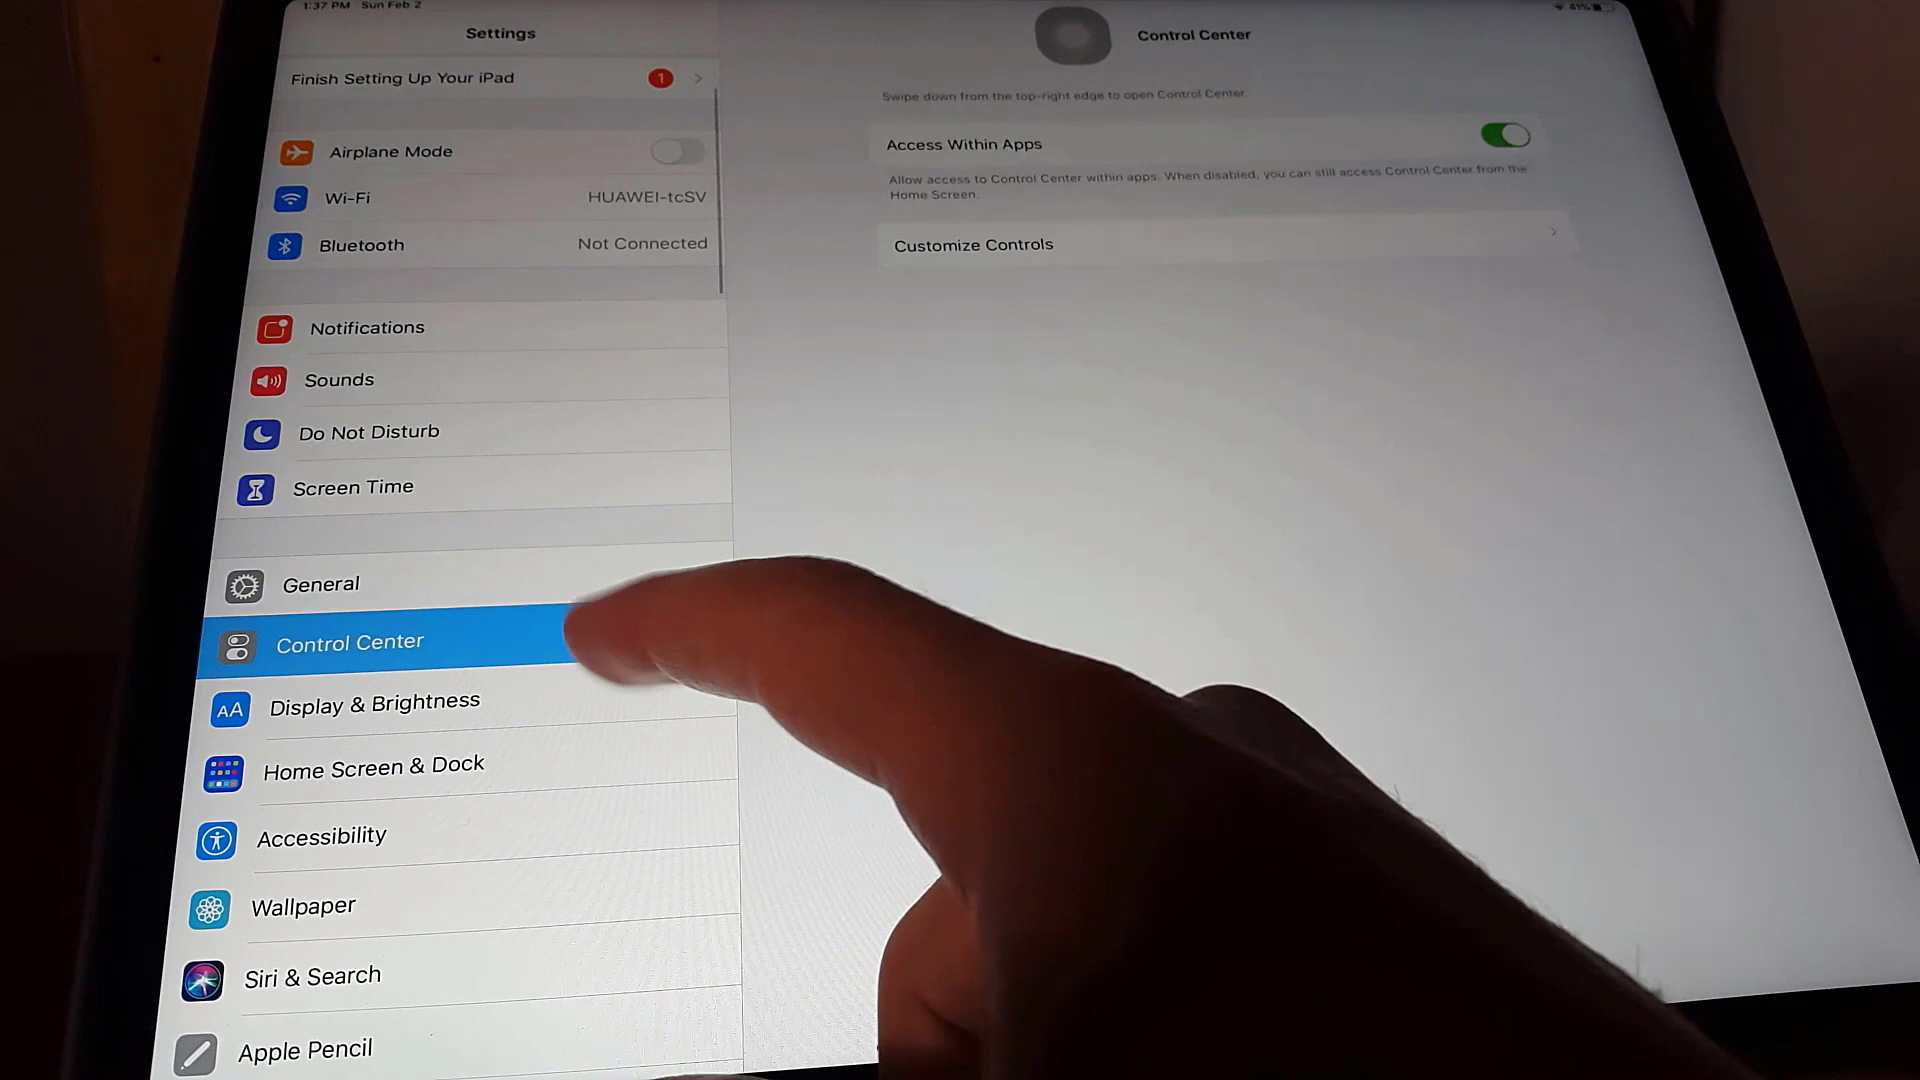 1:37 PM Sun Feb 2
41%
Settings
Finish Setting Up Your iPad 1
Airplane Mode
Wi-Fi HUAWEI-tcSV
Bluetooth Not Connected
Notifications
Sounds
Do Not Disturb
Screen Time
General
Control Center
AA Display & Brightness
Home Screen & Dock
Accessibility
Wallpaper
Siri & Search
Apple Pencil
Control Center
Swipe down from the top-right edge to open Control Center.
Access Within Apps
Allow access to Control Center within apps. When disabled, you can still access Control Center from the
Home Screen.
Customize Controls